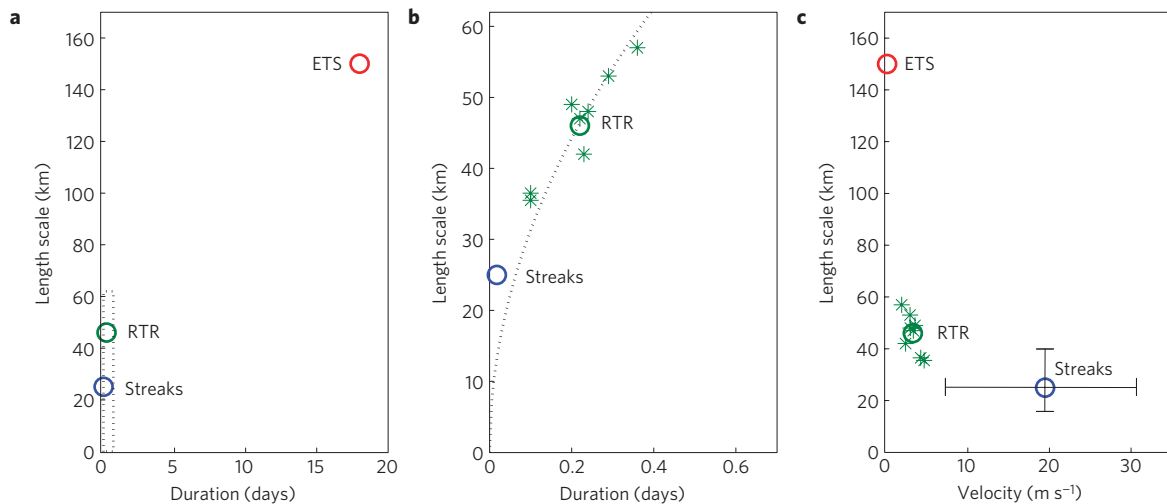 a
160
140
120
100
80
60
40
20
0
Length scale (km)
ETS
RTR
Streaks
0
5
10
15
20
Duration (days)
b
60
50
40
30
20
10
0
Length scale (km)
RTR
Streaks
0
0.2
0.4
0.6
Duration (days)
c
160
140
120
100
80
60
40
20
0
Length scale (km)
ETS
RTR
Streaks
0
10
20
30
Velocity (m s⁻¹)